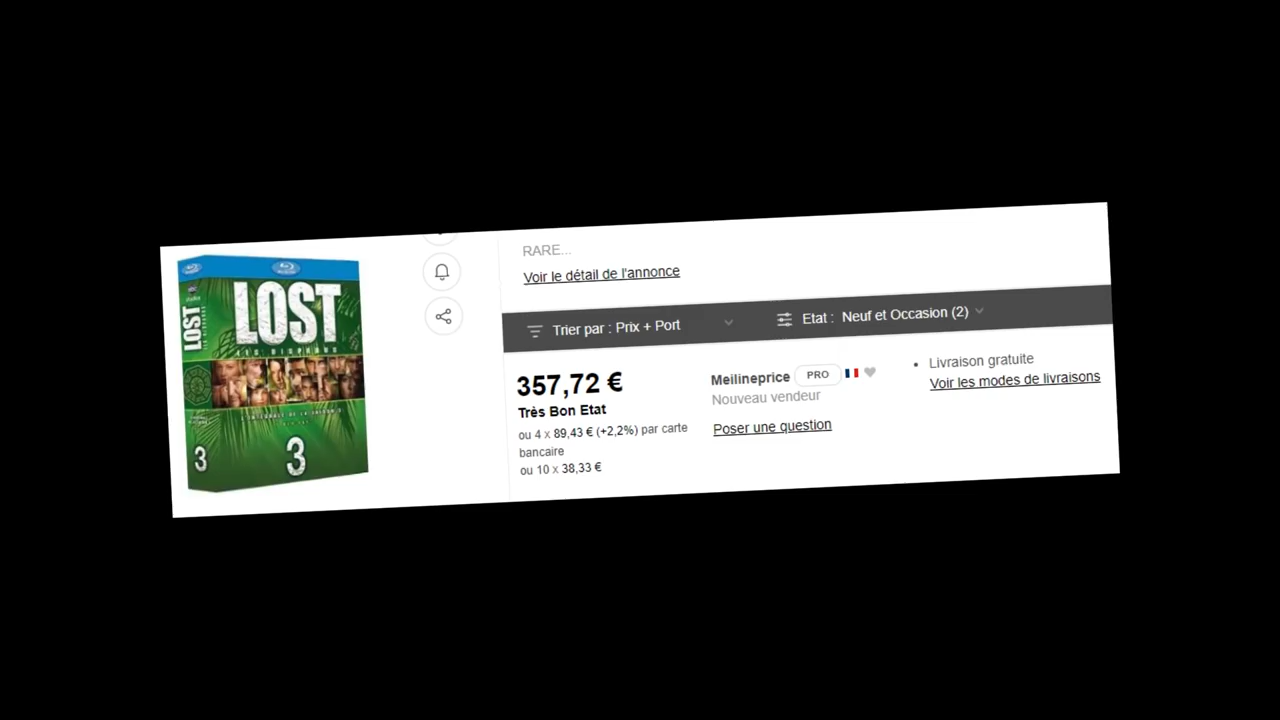 LOST
LOST
3
3
RARE...
Voir le détail de l'annonce
Trier par : Prix + Port
Etat : Neuf et Occasion (2)
357,72 €
Très Bon Etat
ou 4 x 89,43 € (+2,2%) par carte
bancaire
ou 10 x 38,33 €
Meilineprice PRO
Nouveau vendeur
Poser une question
Livraison gratuite
Voir les modes de livraisons